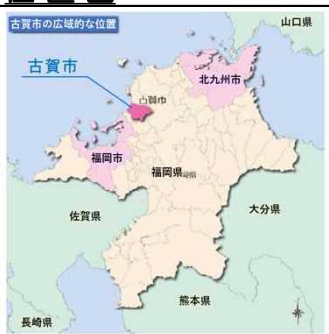 古賀市の広域的な位置
山口県
古賀市
北九州市
古賀市
福岡市
福岡県
佐賀県
大分県
熊本県
長崎県